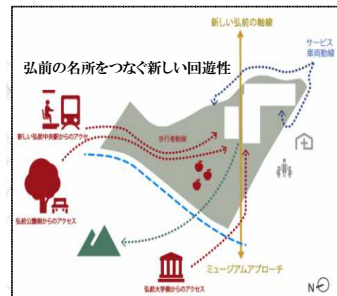 新しい弘前の軸線
サービス
車両動線
弘前の名所をつなぐ新しい回遊性
新しい弘前中央駅からのアクセス
歩行者動線
弘前公園側からのアクセス
弘前大学側からのアクセス
ミュージアムアプローチ
N